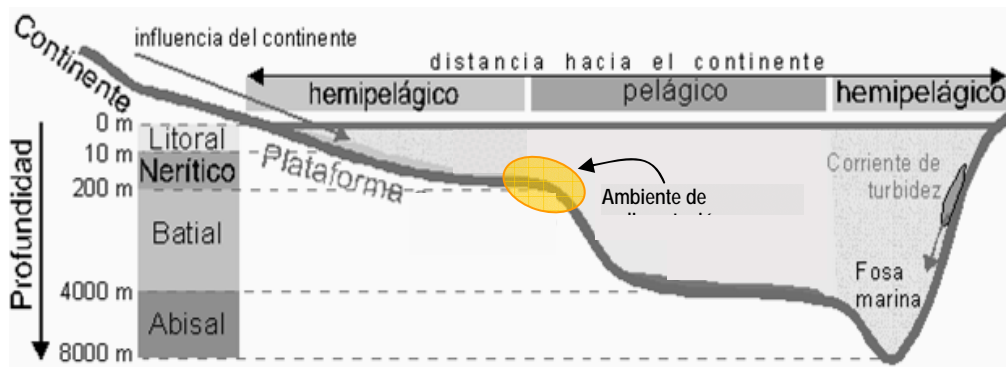 Continente
influencia del continente
distancia hacia el continente
hemipelágico
pelágico
hemipelágico
Profundidad
0 m
10 m
200 m
4000 m
8000 m
Litoral
Nerítico
Batial
Abisal
Plataforma
Ambiente de
Corriente de
turbidez
Fosa
marina